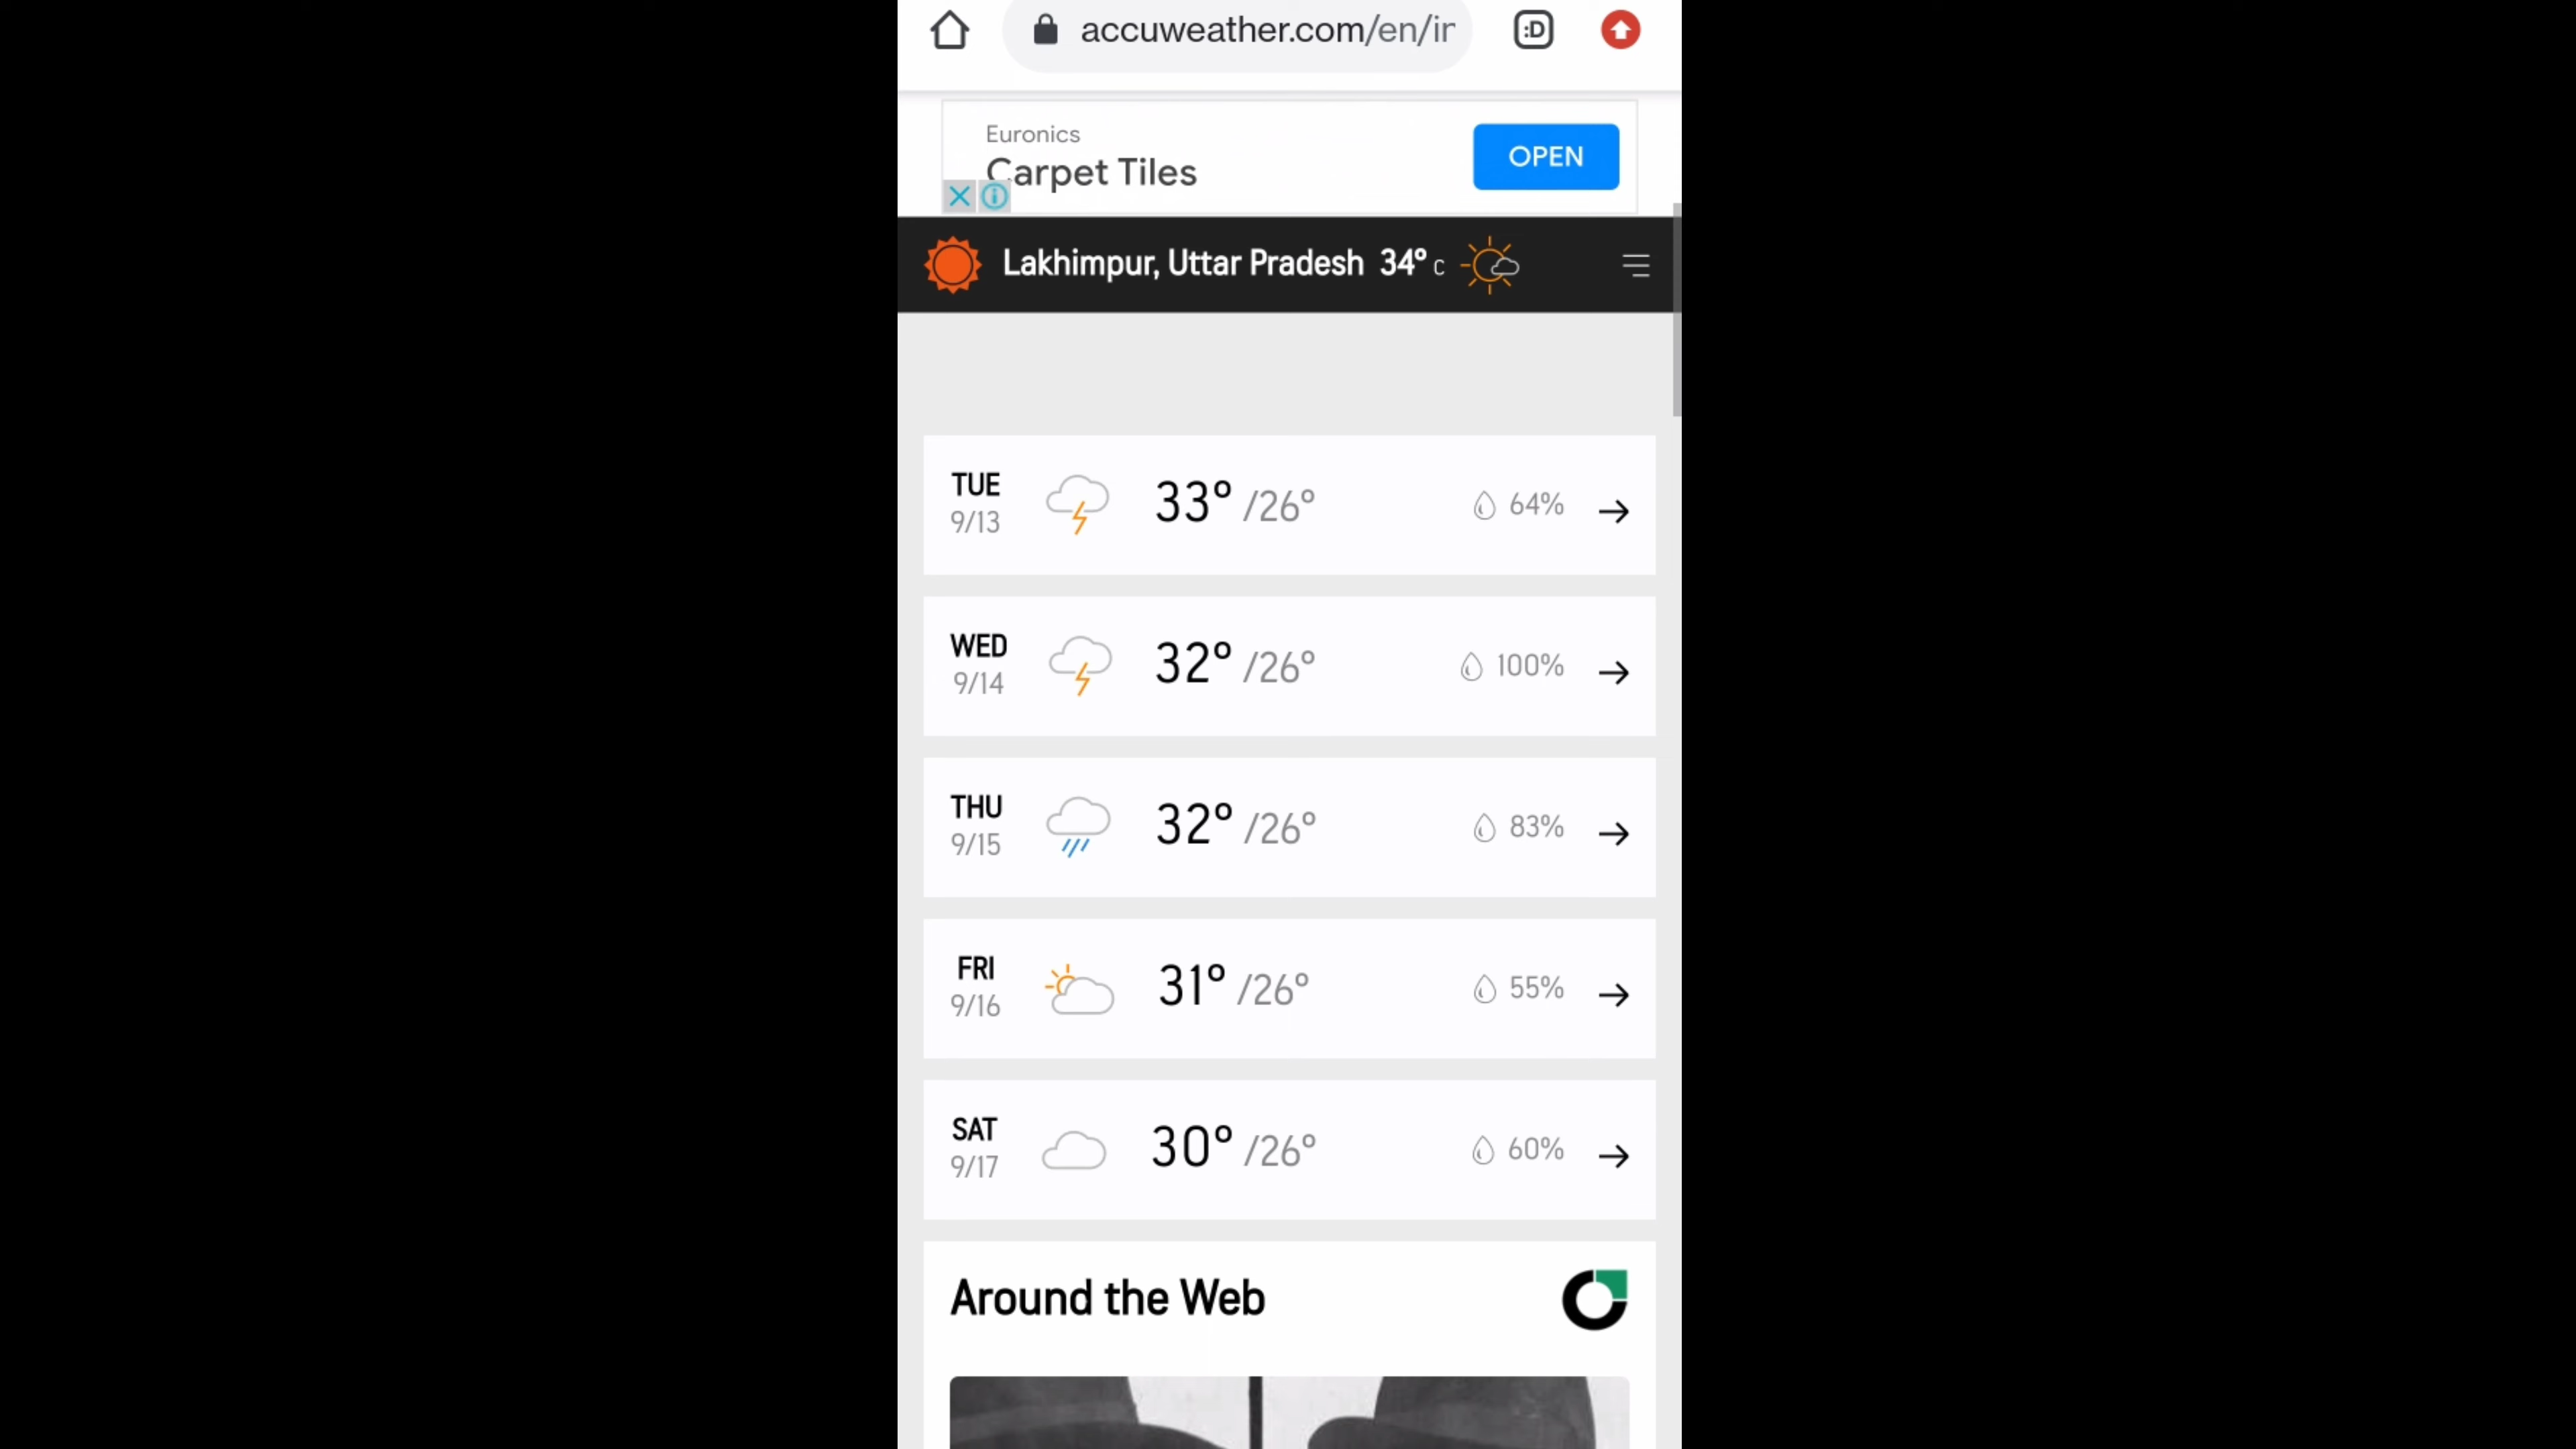 accuweather.com/en/ir
:D
Euronics
Carpet Tiles
OPEN
Lakhimpur, Uttar Pradesh 34° C
TUE
9/13
33° /26°
64%
WED
9/14
32° /26°
100%
THU
9/15
32° /26°
83%
FRI
9/16
31° /26°
55%
SAT
9/17
30° /26°
60%
Around the Web